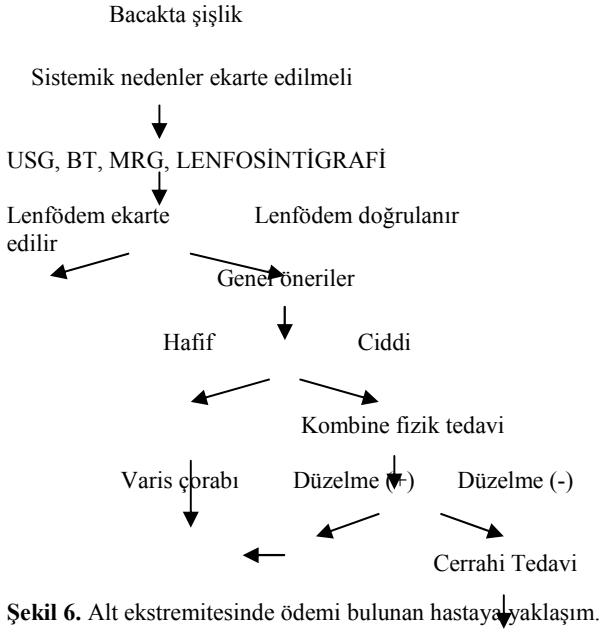 Bacakta şişlik
Sistemik nedenler ekarte edilmeli
USG, BT, MRG, LENFOSİNTİGRAFİ
Lenfödem ekarte edilir
Lenfödem doğrulanır
Genel öneriler
Hafif Ciddi
Kombine fizik tedavi
Varis çorabı Düzelme (+) Düzelme (-)
Cerrahi Tedavi
Şekil 6. Alt ekstremitesinde ödemi bulunan hastaya yaklaşım.